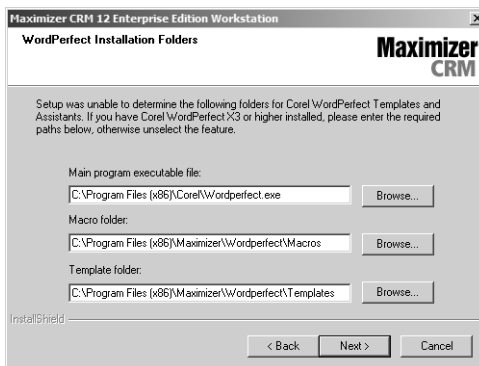 Maximizer CRM 12 Enterprise Edition Workstation
WordPerfect Installation Folders
Maximizer
CRM
Setup was unable to determine the following folders for Corel WordPerfect Templates and
Assistants. If you have Corel WordPerfect X3 or higher installed, please enter the required
paths below, otherwise unselect the feature.
Main program executable file:
C:\Program Files (x86)\Corel\Wordperfect.exe
Browse...
Macro folder:
C:\Program Files (x86)\Maximizer\Wordperfect\Macros
Browse...
Template folder:
C:\Program Files (x86)\Maximizer\Wordperfect\Templates
Browse...
InstallShield
< Back
Next >
Cancel